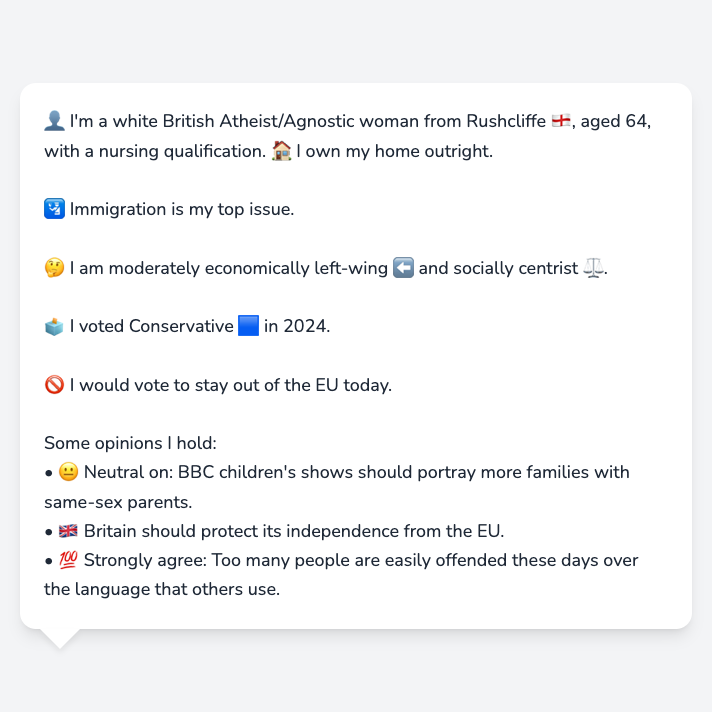 👤 I'm a white British Atheist/Agnostic woman from Rushcliffe 🏴󠁧󠁢󠁥󠁮󠁧󠁿, aged 64,
with a nursing qualification. 🏠 I own my home outright.
🛂 Immigration is my top issue.
🤔 I am moderately economically left-wing ⬅️ and socially centrist ⚖️.
🗳️ I voted Conservative 🟦 in 2024.
🚫 I would vote to stay out of the EU today.
Some opinions I hold:
• 😐 Neutral on: BBC children's shows should portray more families with
same-sex parents.
• 🇬🇧 Britain should protect its independence from the EU.
• 💯 Strongly agree: Too many people are easily offended these days over
the language that others use.